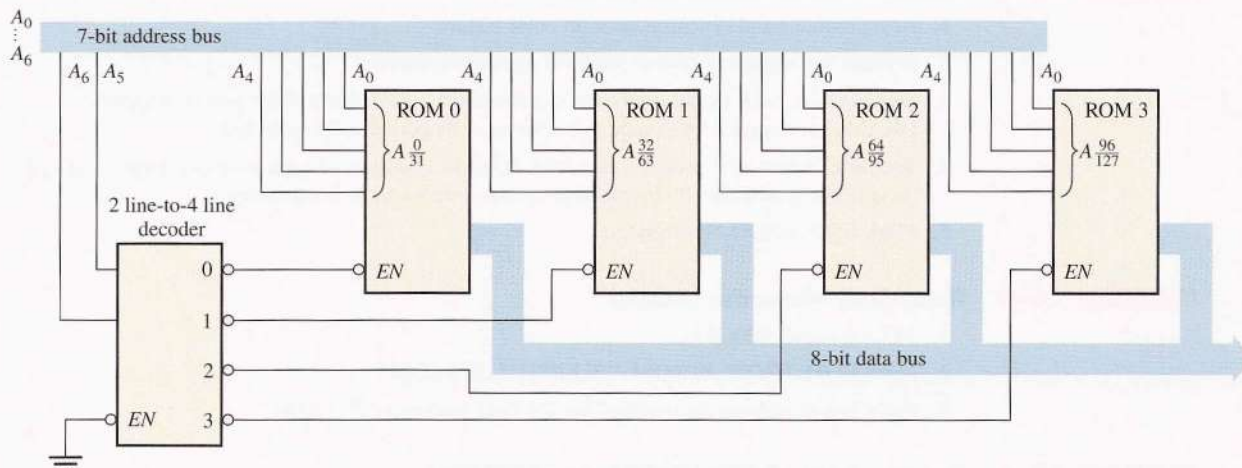 A₀
⋮
A₆
7-bit address bus
A₆ A₅ A₄ A₀ A₄ A₀ A₄ A₀ A₄ A₀
ROM 0 ROM 1 ROM 2 ROM 3
A 0/31 A 32/63 A 64/95 A 96/127
2 line-to-4 line
decoder
0 EN EN EN EN
1
8-bit data bus
2
EN 3